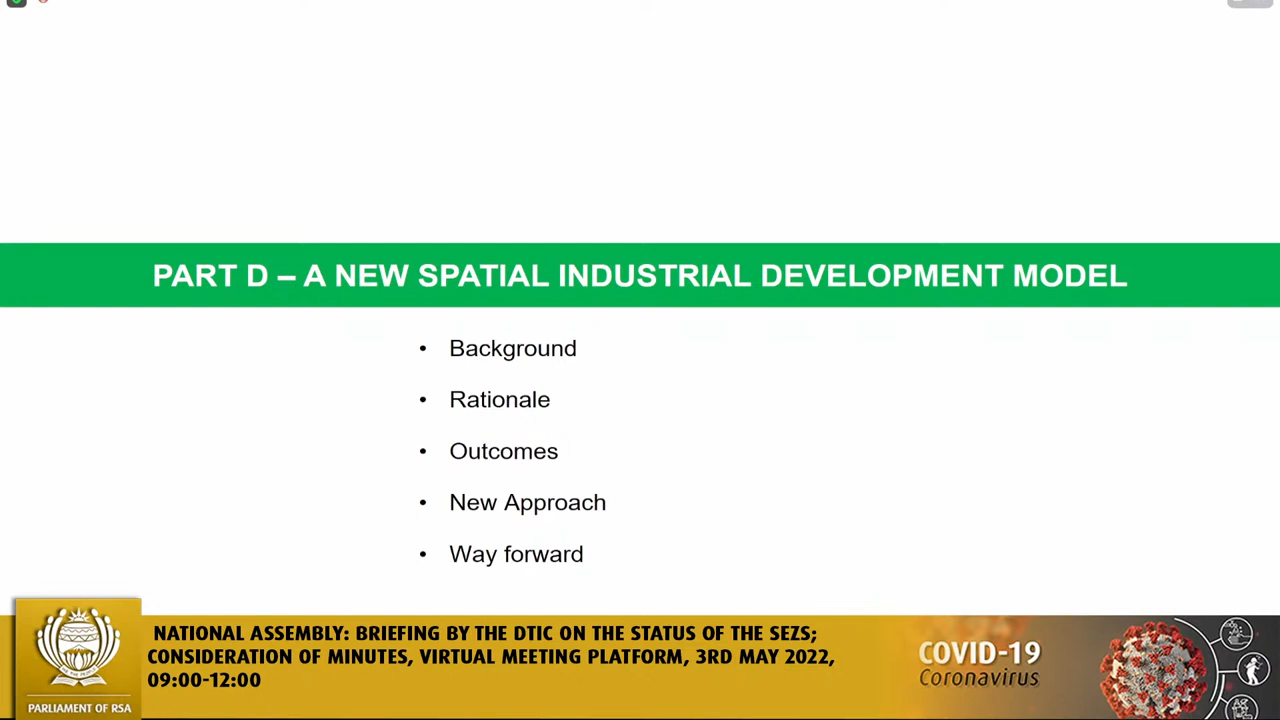 PART D – A NEW SPATIAL INDUSTRIAL DEVELOPMENT MODEL
• Background
• Rationale
• Outcomes
• New Approach
• Way forward
NATIONAL ASSEMBLY: BRIEFING BY THE DTIC ON THE STATUS OF THE SEZS;
CONSIDERATION OF MINUTES, VIRTUAL MEETING PLATFORM, 3RD MAY 2022,
09:00-12:00
PARLIAMENT OF RSA
COVID-19
Coronavirus